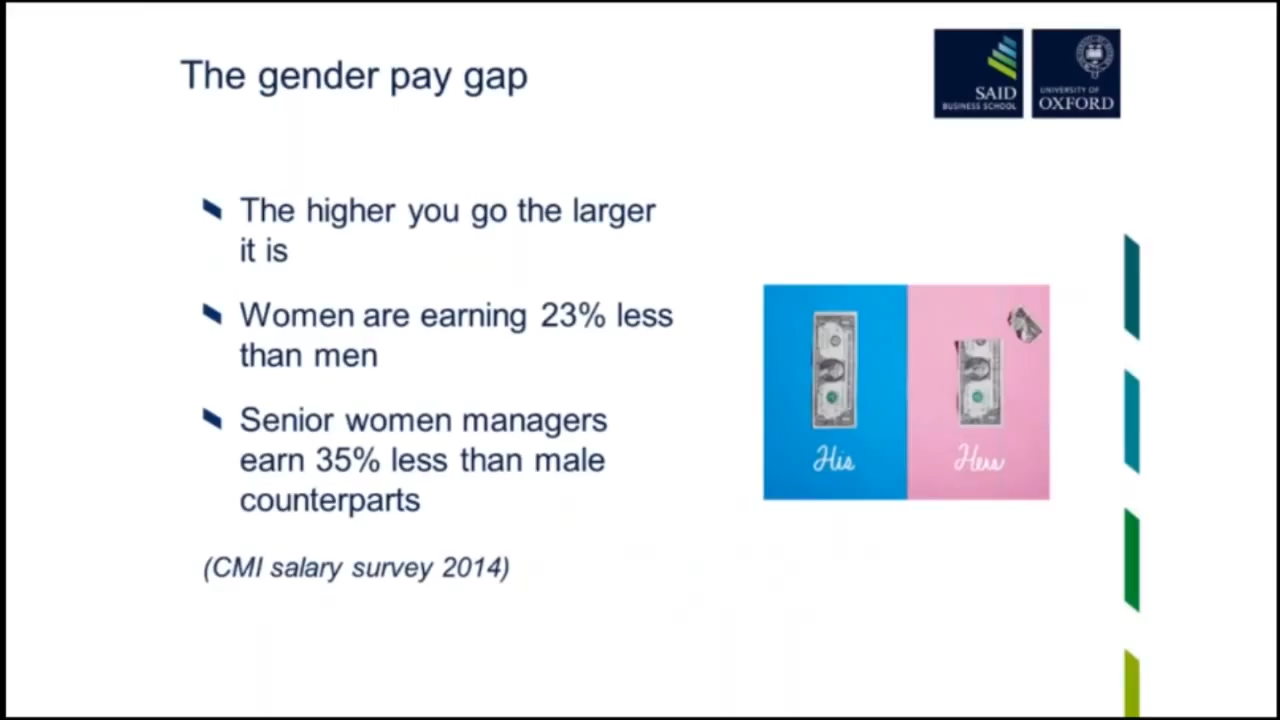 The gender pay gap
SAID
BUSINESS SCHOOL
UNIVERSITY OF
OXFORD
The higher you go the larger
it is
Women are earning 23% less
than men
Senior women managers
earn 35% less than male
counterparts
(CMI salary survey 2014)
His
Hers